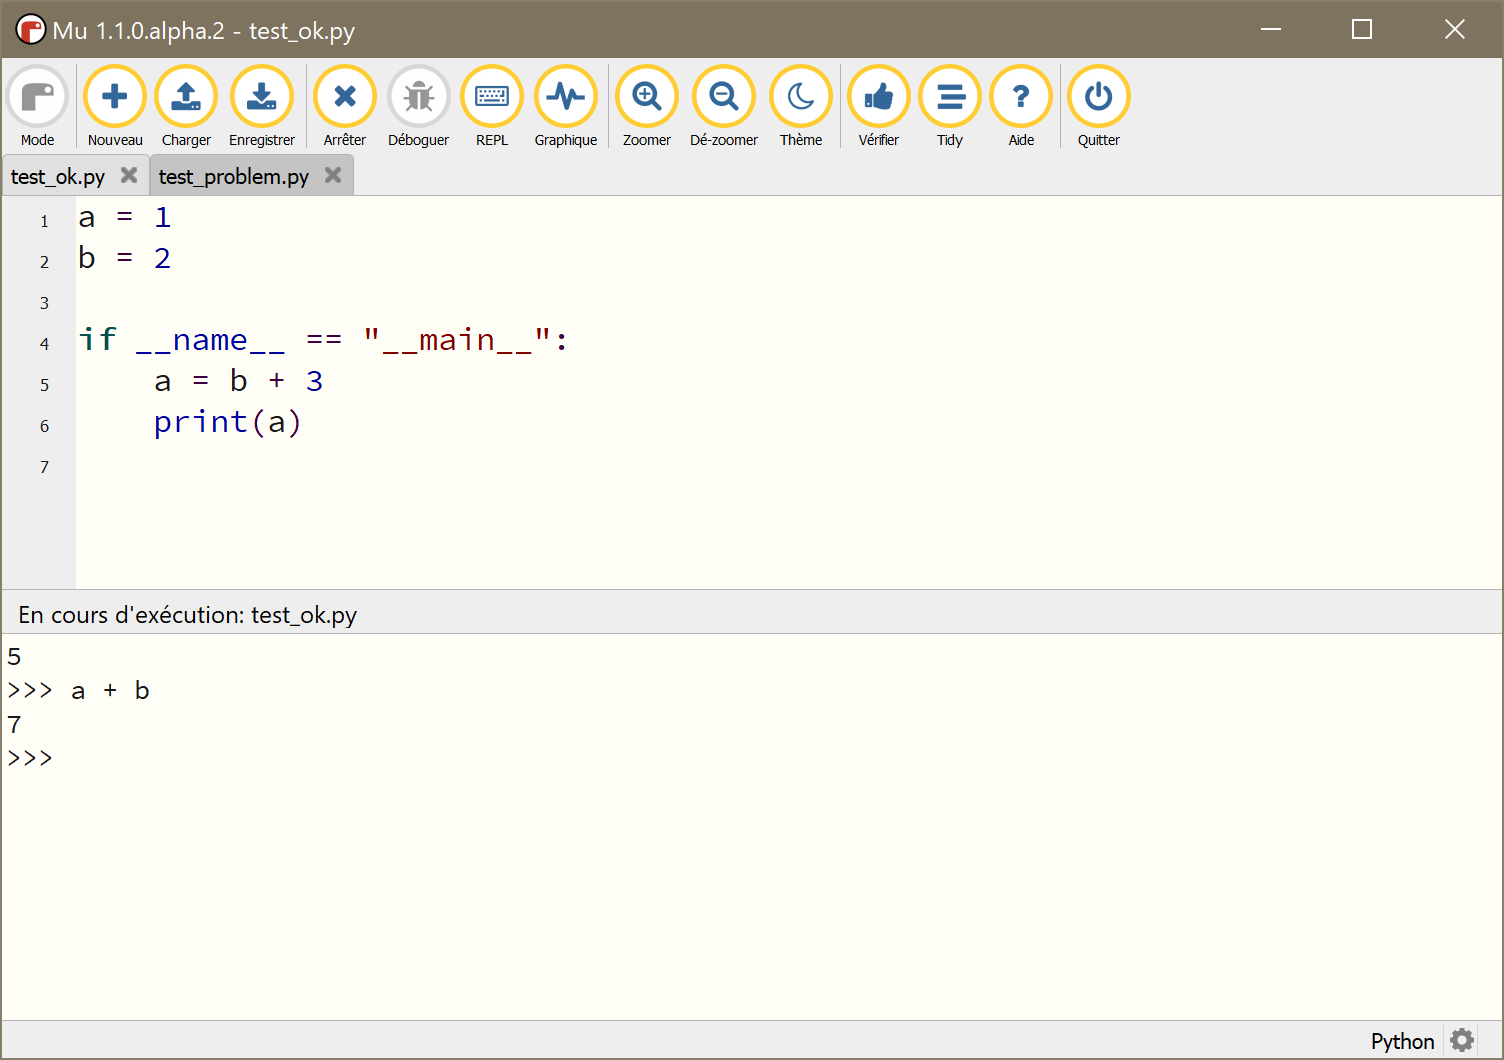 Mu 1.1.0.alpha.2 - test_ok.py
Mode Nouveau Charger Enregistrer Arrêter Déboguer REPL Graphique Zoomer Dé-zoomer Thème Vérifier Tidy Aide Quitter
test_ok.py test_problem.py
1 a = 1
2 b = 2
3
4 if __name__ == "__main__":
5     a = b + 3
6     print(a)
7
En cours d'exécution: test_ok.py
5
>>> a + b
7
>>>
Python